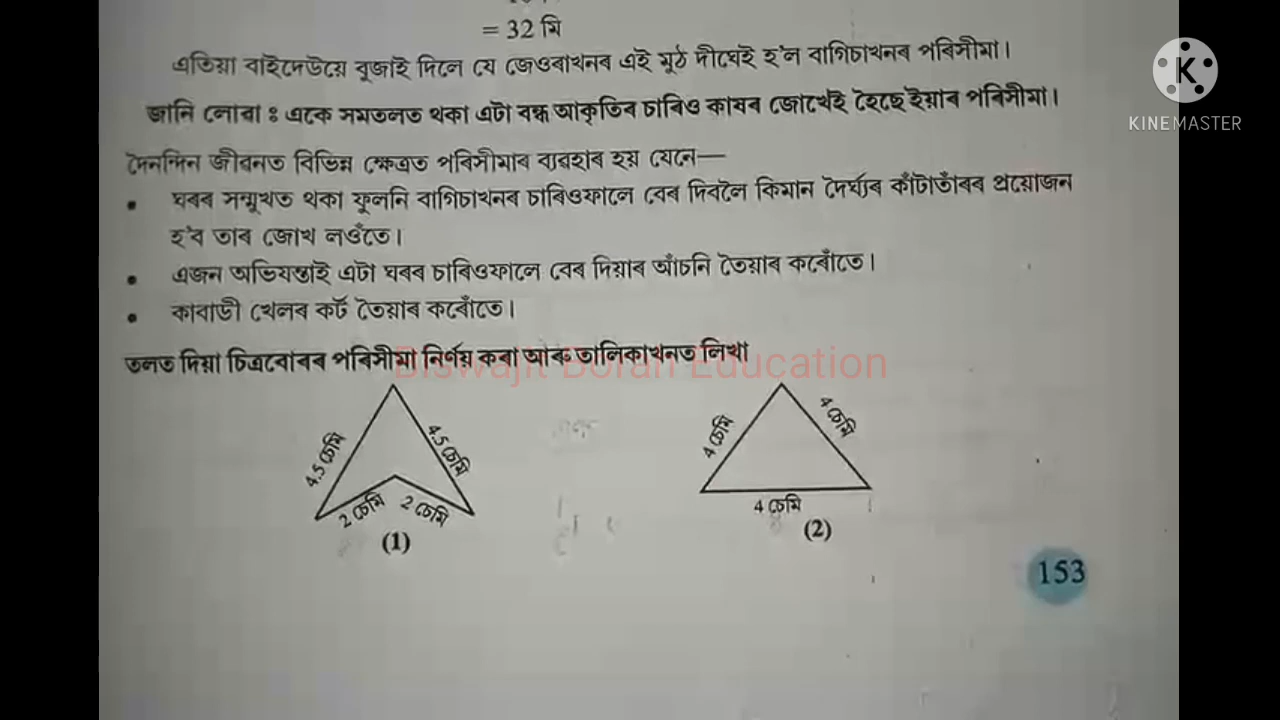 = 32 মি
এতিয়া বাইদেউয়ে বুজাই দিলে যে জেওৰাখনৰ এই মুঠ দীঘেই হ'ল বাগিচাখনৰ পৰিসীমা।
জানি লোৱা : একে সমতলত থকা এটা বন্ধ আকৃতিৰ চাৰিও কাষৰ জোখেই হৈছে ইয়াৰ পৰিসীমা।
দৈনন্দিন জীৱনত বিভিন্ন ক্ষেত্ৰত পৰিসীমাৰ ব্যৱহাৰ হয় যেনে—
• ঘৰৰ সন্মুখত থকা ফুলনি বাগিচাখনৰ চাৰিওফালে বেৰ দিবলৈ কিমান দৈৰ্ঘ্যৰ কাঁটাতাঁৰৰ প্ৰয়োজন
হ'ব তাৰ জোখ লওঁতে।
• এজন অভিযন্তাই এটা ঘৰৰ চাৰিওফালে বেৰ দিয়াৰ আঁচনি তৈয়াৰ কৰোঁতে।
• কাবাডী খেলৰ কৰ্ট তৈয়াৰ কৰোঁতে।
তলত দিয়া চিত্ৰবোৰৰ পৰিসীমা নিৰ্ণয় কৰা আৰু তালিকাখনত লিখা
Biswajit Borah Education
4.5 চেমি
4.5 চেমি
2 চেমি
2 চেমি
(1)
4 চেমি
4 চেমি
4 চেমি
(2)
153
K
KINEMASTER